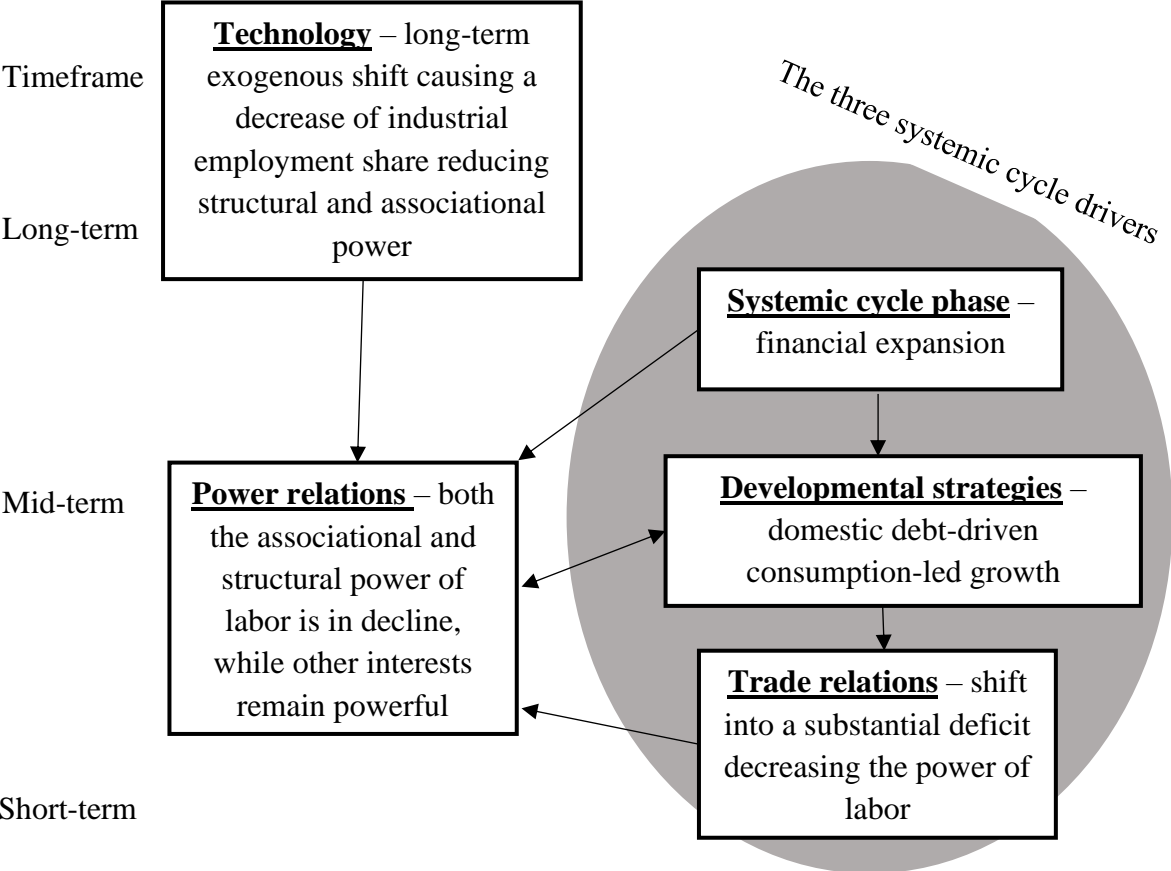 Timeframe
Long-term
Mid-term
Short-term
Technology – long-term
exogenous shift causing a
decrease of industrial
employment share reducing
structural and associational
power
The three systemic cycle drivers
Systemic cycle phase –
financial expansion
Power relations – both
the associational and
structural power of
labor is in decline,
while other interests
remain powerful
Developmental strategies –
domestic debt-driven
consumption-led growth
Trade relations – shift
into a substantial deficit
decreasing the power of
labor